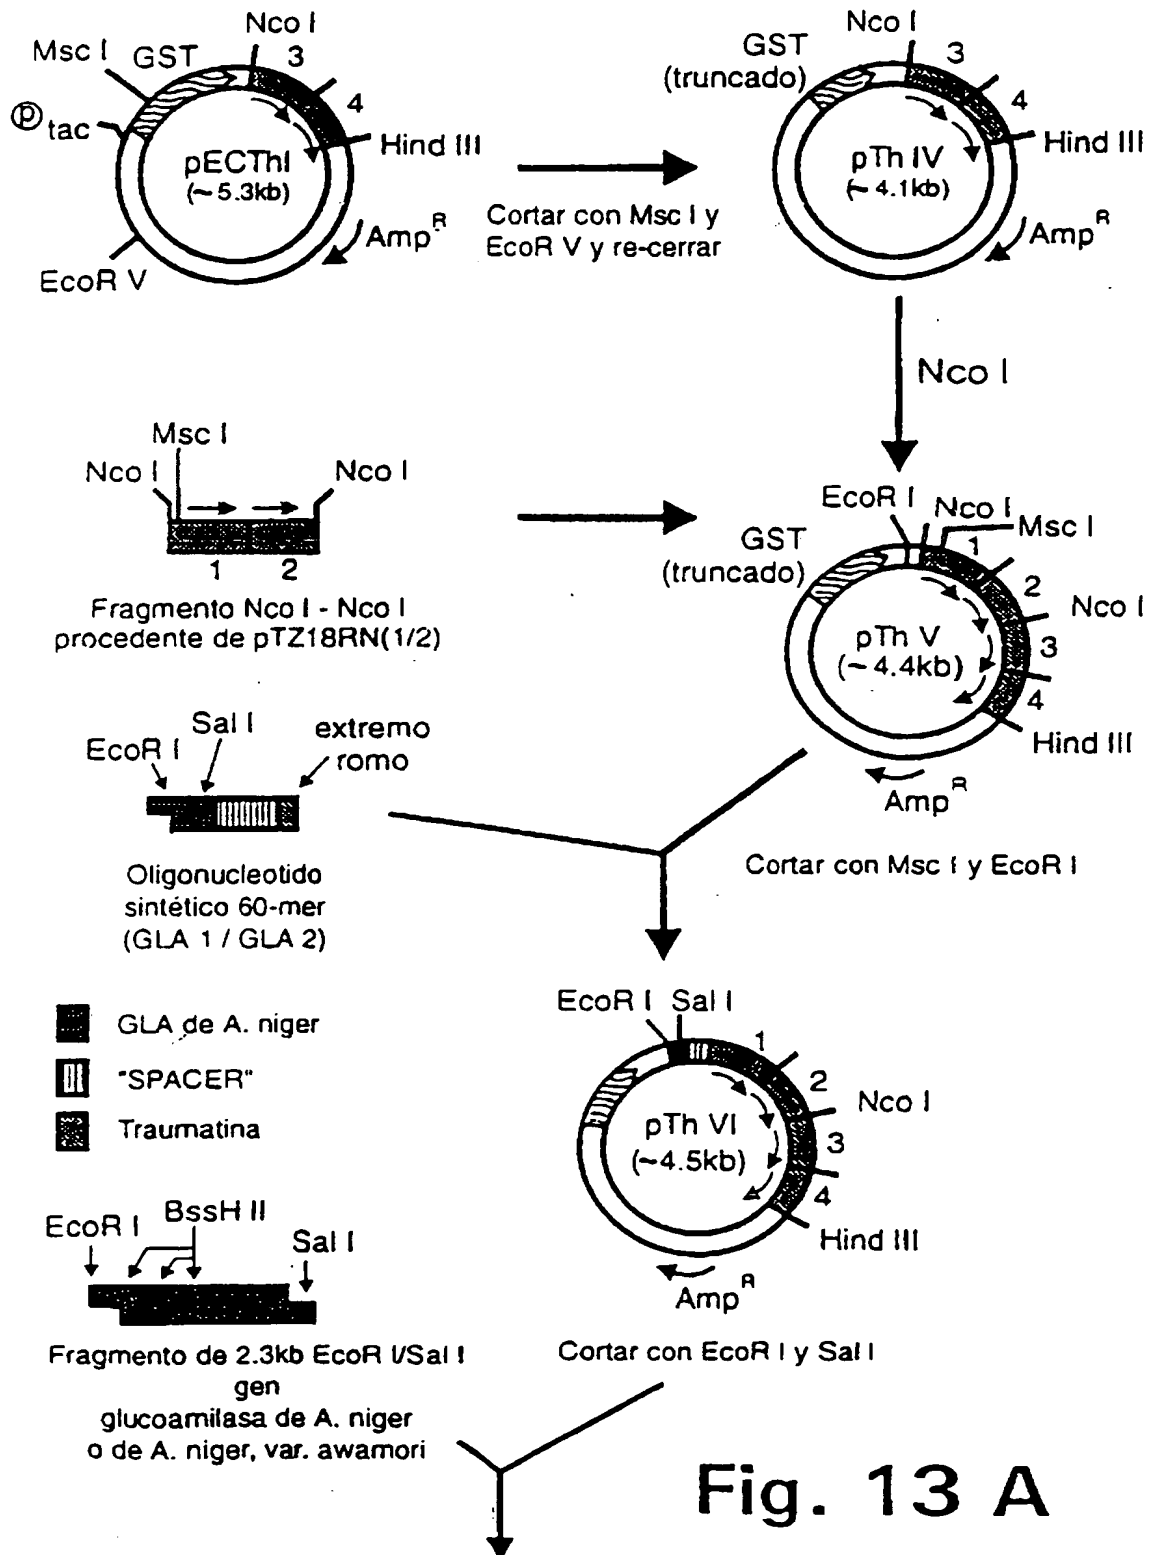 Nco I
Msc I
GST
3
4
Ⓟ tac
Hind III
pECThI
(~ 5.3kb)
Amp R
EcoR V
Cortar con Msc I y
EcoR V y re-cerrar
Nco I
GST
(truncado)
3
4
Hind III
pTh IV
(~ 4.1kb)
Amp R
Nco I
Msc I
Nco I
Nco I
1 2
Fragmento Nco I - Nco I
procedente de pTZ18RN(1/2)
EcoR I
Nco I
Msc I
GST
(truncado)
1
2
Nco I
3
4
pTh V
(~4.4kb)
Hind III
Amp R
Cortar con Msc I y EcoR I
Sal I
EcoR I
extremo
romo
Oligonucleotido
sintético 60-mer
(GLA 1 / GLA 2)
GLA de A. niger
"SPACER"
Traumatina
EcoR I
Sal I
1
2
Nco I
3
4
pTh VI
(~4.5kb)
Hind III
Amp R
Cortar con EcoR I y Sal I
EcoR I
BssH II
Sal I
Fragmento de 2.3kb EcoR I/Sal I
gen
glucoamilasa de A. niger
o de A. niger, var. awamori
Fig. 13 A